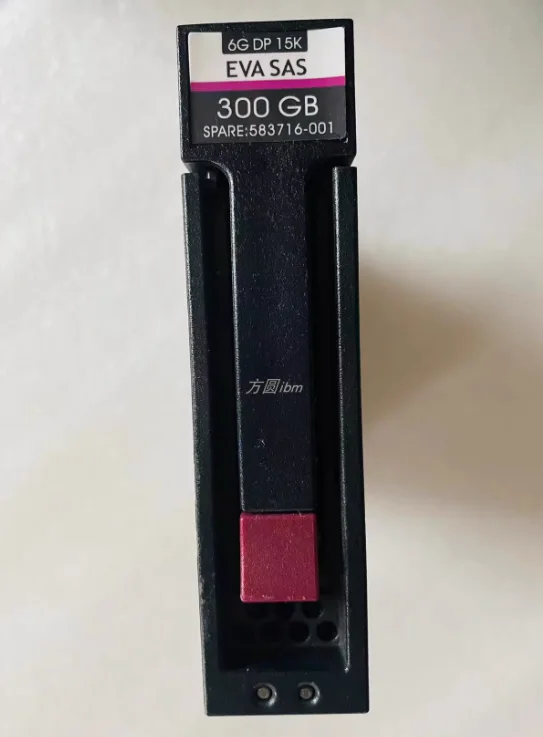 6G DP 15K
EVA SAS
300 GB
SPARE:583716-001
方圆ibm